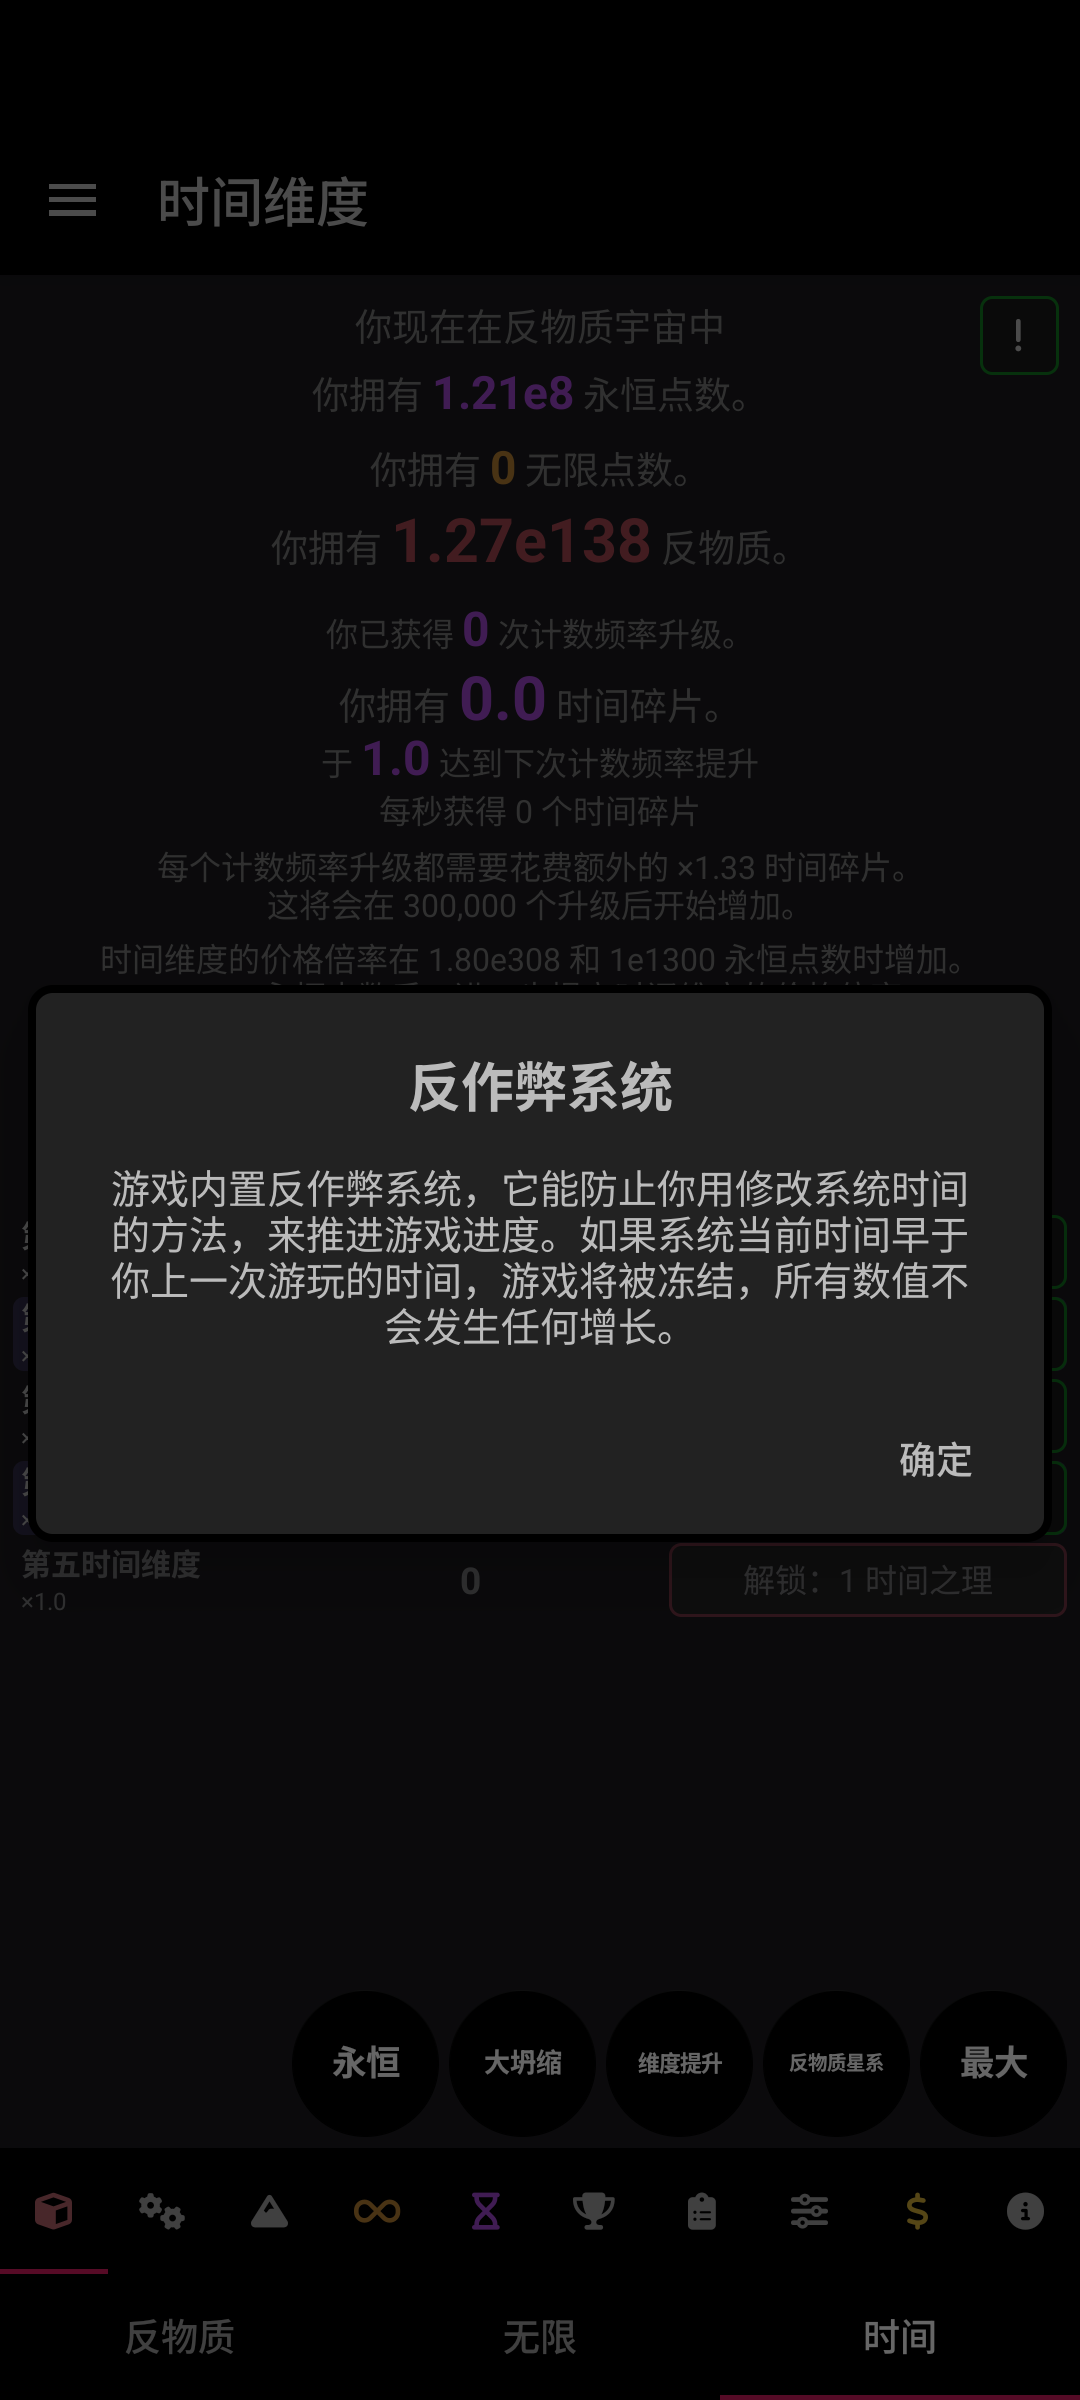 时间维度
你现在在反物质宇宙中
!
你拥有 1.21e8 永恒点数。
你拥有 0 无限点数。
你拥有 1.27e138 反物质。
你已获得 0 次计数频率升级。
你拥有 0.0 时间碎片。
于 1.0 达到下次计数频率提升
每秒获得 0 个时间碎片
每个计数频率升级都需要花费额外的 ×1.33 时间碎片。
这将会在 300,000 个升级后开始增加。
时间维度的价格倍率在 1.80e308 和 1e1300 永恒点数时增加。
反作弊系统
游戏内置反作弊系统，它能防止你用修改系统时间
的方法，来推进游戏进度。如果系统当前时间早于
你上一次游玩的时间，游戏将被冻结，所有数值不
会发生任何增长。
确定
第五时间维度
×1.0
0
解锁：1 时间之理
永恒
大坍缩
维度提升
反物质星系
最大
反物质
无限
时间